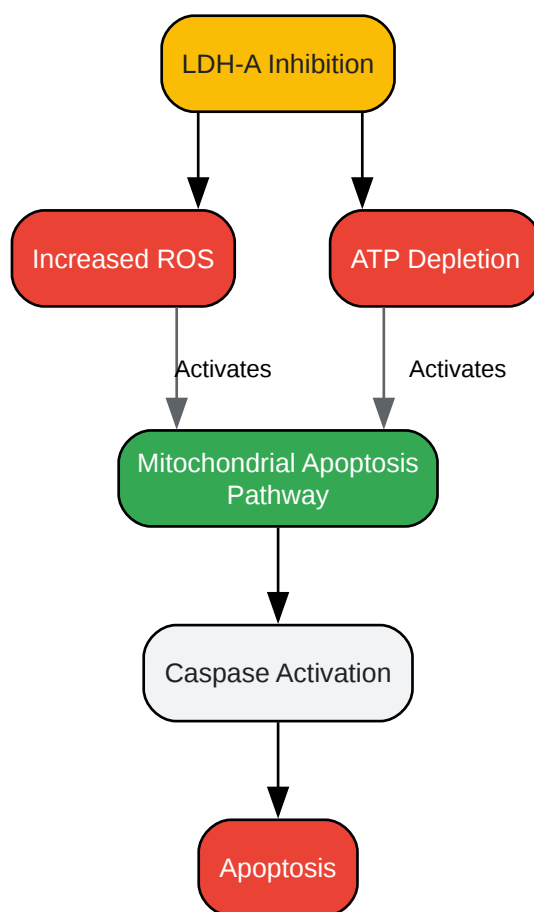 LDH-A Inhibition
Increased ROS
ATP Depletion
Activates
Activates
Mitochondrial Apoptosis
Pathway
Caspase Activation
Apoptosis